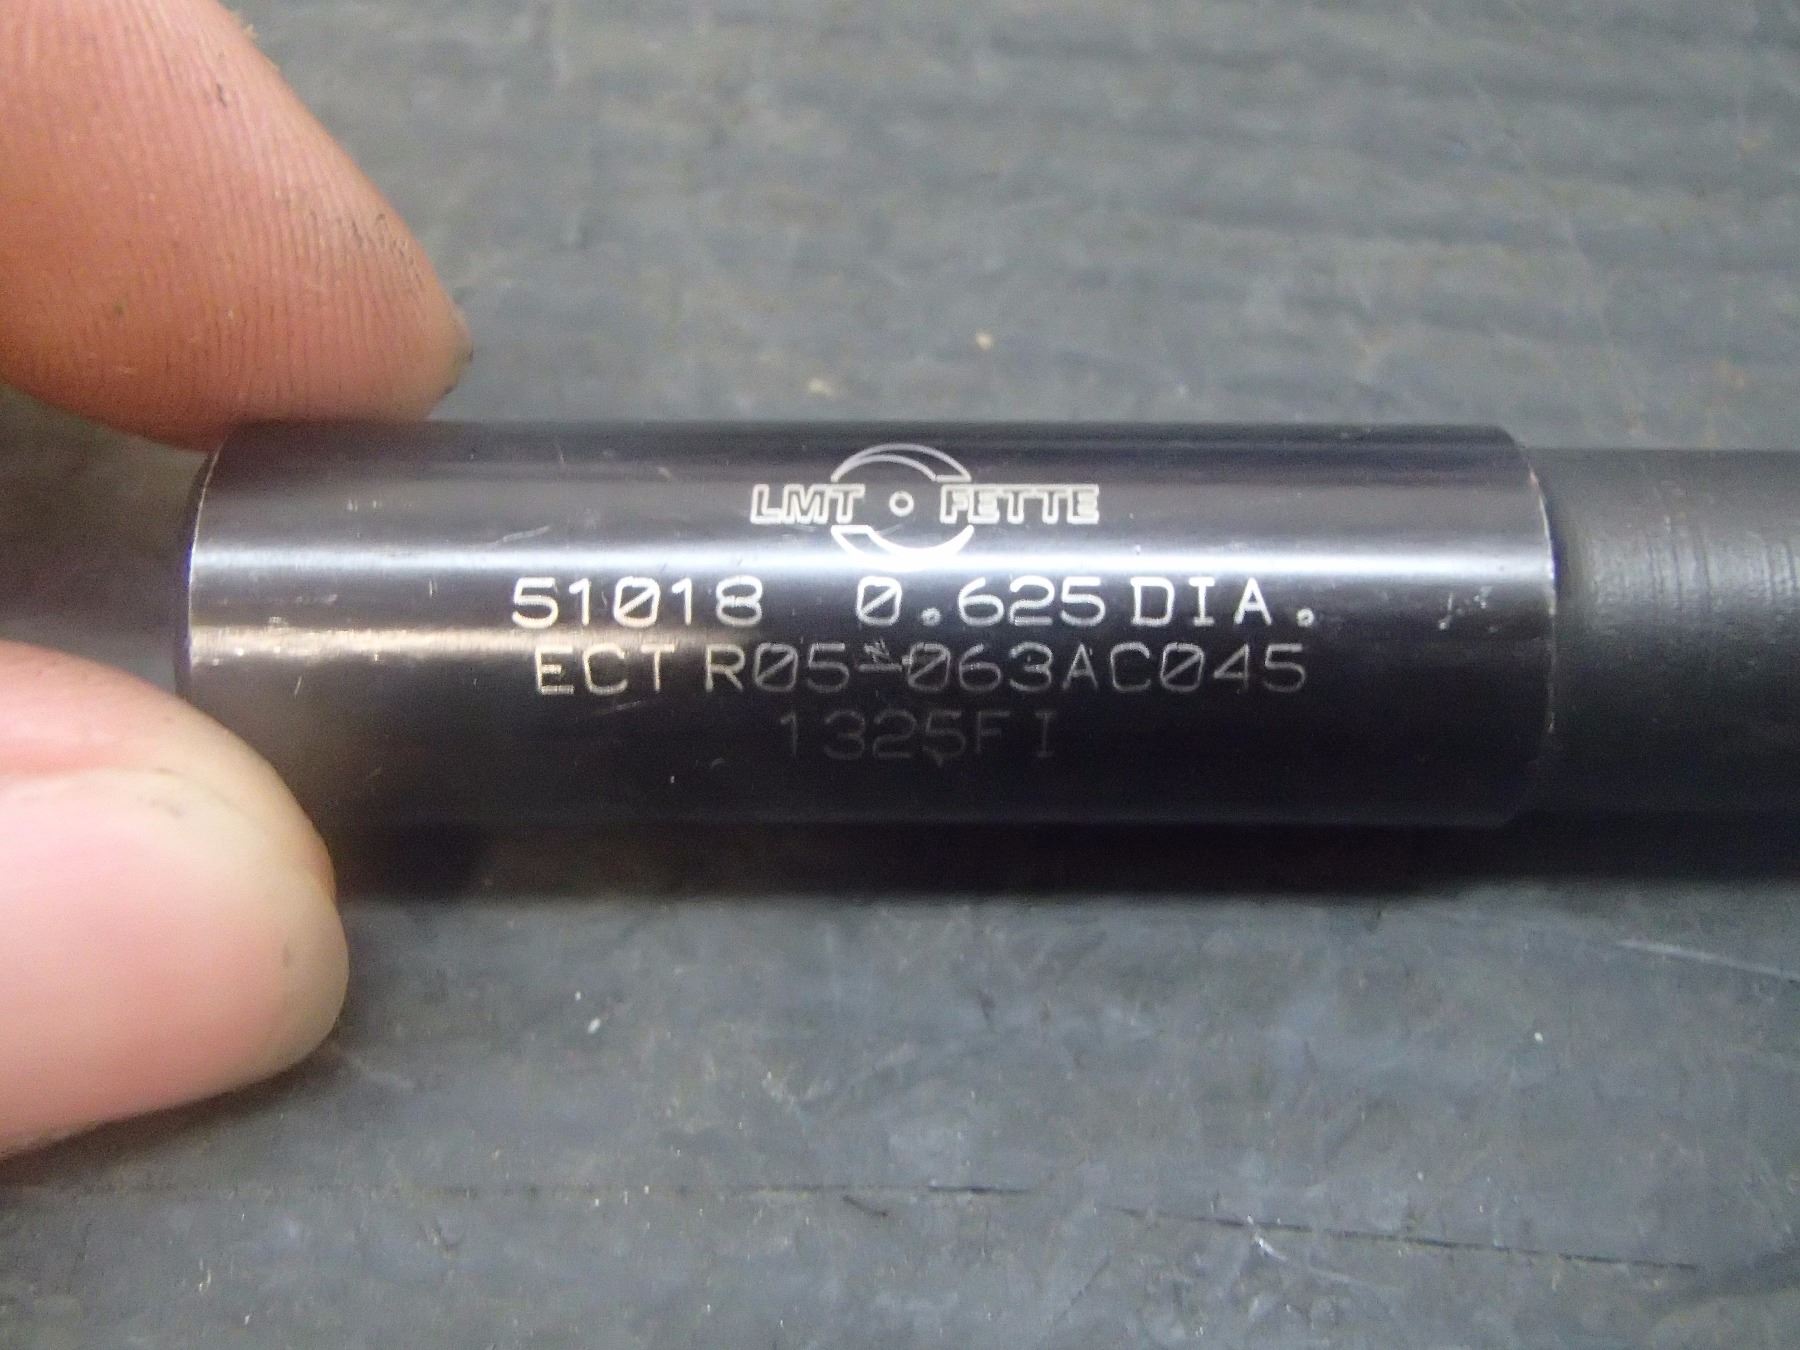 LMT FETTE
51018 0.625 DIA.
ECT R05-063AC045
1325FI